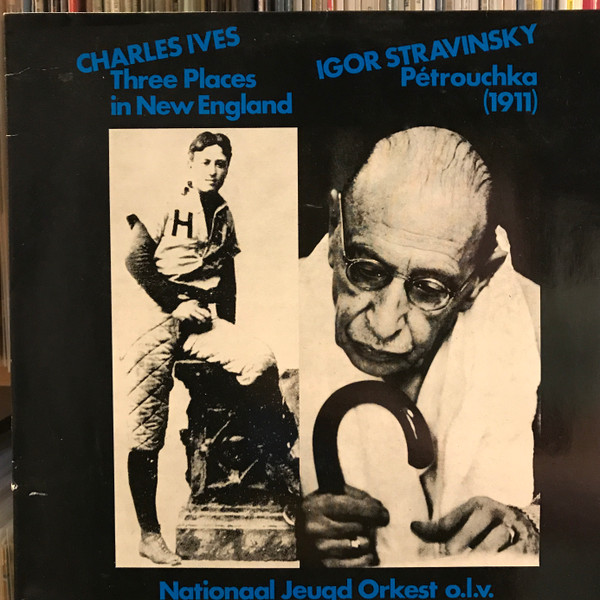 CHARLES IVES
Three Places
in New England
IGOR STRAVINSKY
Pétrouchka
(1911)
H
Nationaal Jeugd Orkest o.l.v.